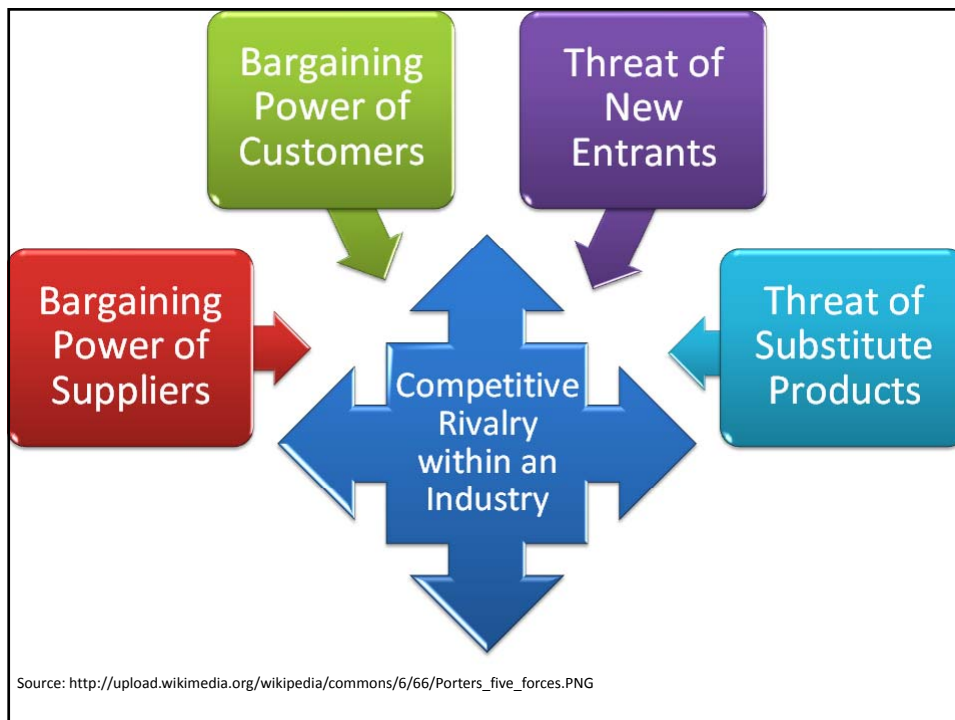 Bargaining
Power of
Customers
Threat of
New
Entrants
Bargaining
Power of
Suppliers
Threat of
Substitute
Products
Competitive
Rivalry
within an
Industry
Source: http://upload.wikimedia.org/wikipedia/commons/6/66/Porters_five_forces.PNG